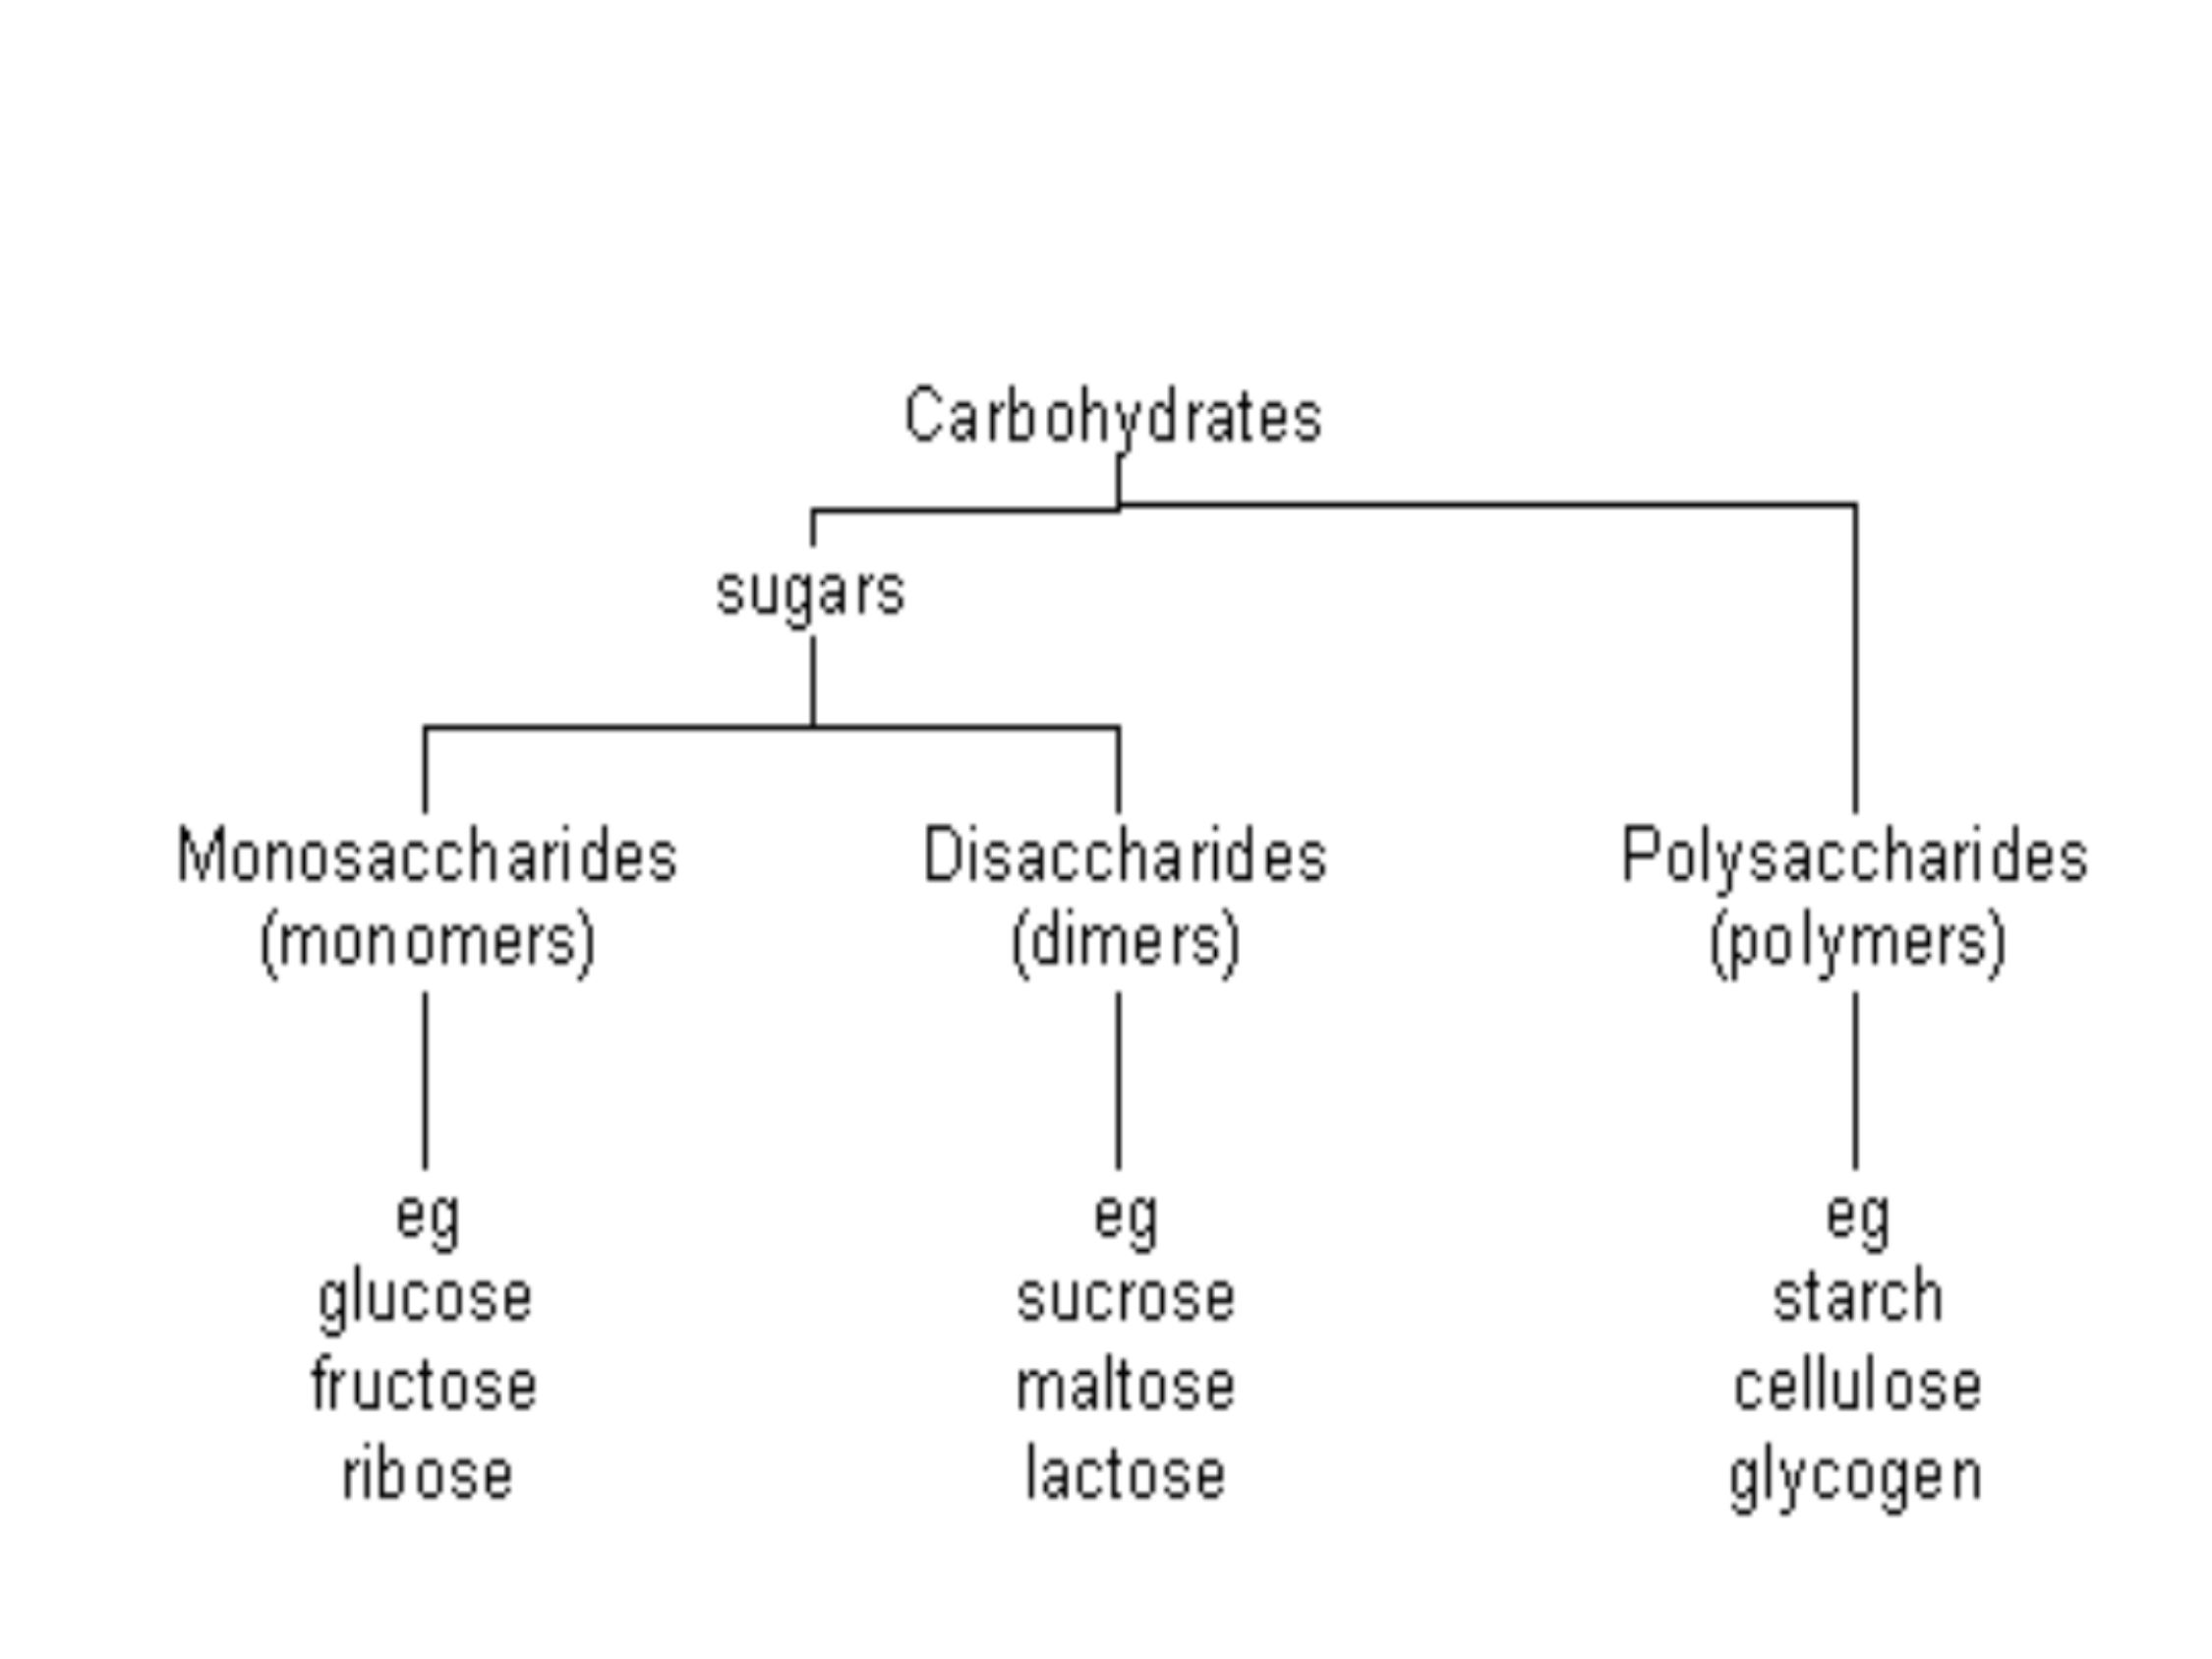 Carbohydrates
sugars
Monosaccharides
(monomers)
eg
glucose
fructose
ribose
Disaccharides
(dimers)
eg
sucrose
maltose
lactose
Polysaccharides
(polymers)
eg
starch
cellulose
glycogen